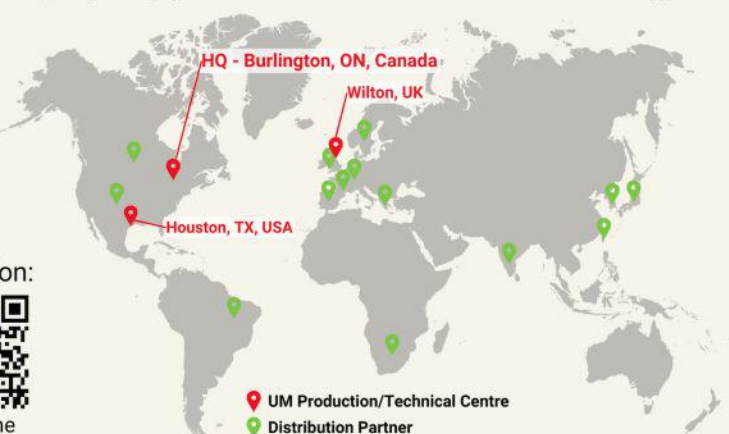 HQ - Burlington, ON, Canada
Wilton, UK
Houston, TX, USA
on:
UM Production/Technical Centre
Distribution Partner